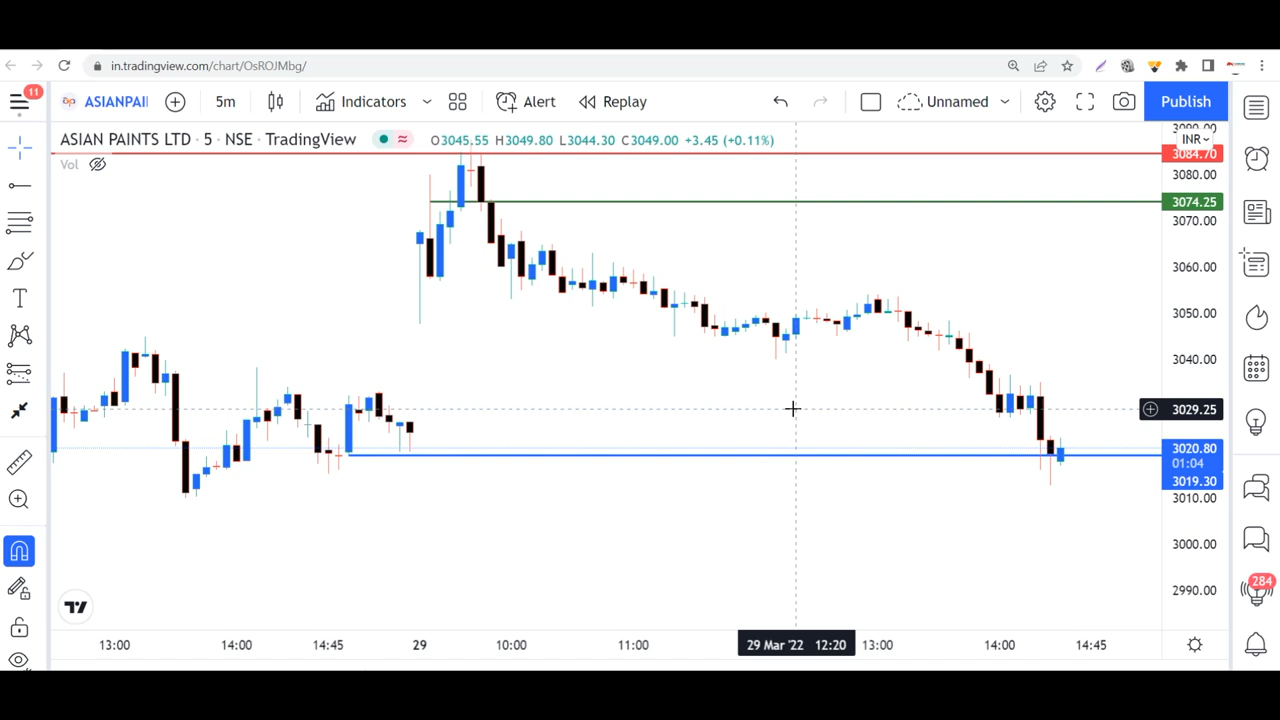 in.tradingview.com/chart/OsROJMbg/
11
ASIANPAI
5m
Indicators
Alert
Replay
Unnamed
Publish
ASIAN PAINTS LTD · 5 · NSE · TradingView
O3045.55 H3049.80 L3044.30 C3049.00 +3.45 (+0.11%)
Vol
INR
3084.70
3080.00
3074.25
3070.00
3060.00
3050.00
3040.00
3029.25
3020.80
01:04
3019.30
3010.00
3000.00
2990.00
284
13:00
14:00
14:45
29
10:00
11:00
29 Mar '22 12:20
13:00
14:00
14:45